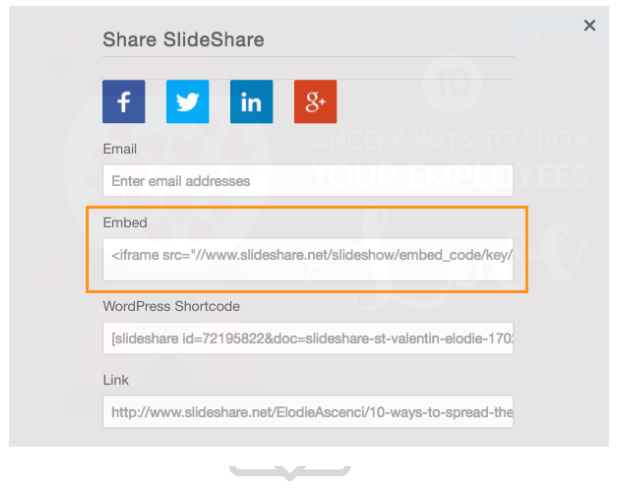 Share SlideShare
×
10
SINCERE WAYS TO SHOW
YOUR EMPLOYEES
Love
f
in
g+
Email
Enter email addresses
Embed
<iframe src="//www.slideshare.net/slideshow/embed_code/key/
WordPress Shortcode
[slideshare id=72195822&doc=slideshare-st-valentin-elodie-170
Link
http://www.slideshare.net/ElodieAscenci/10-ways-to-spread-the